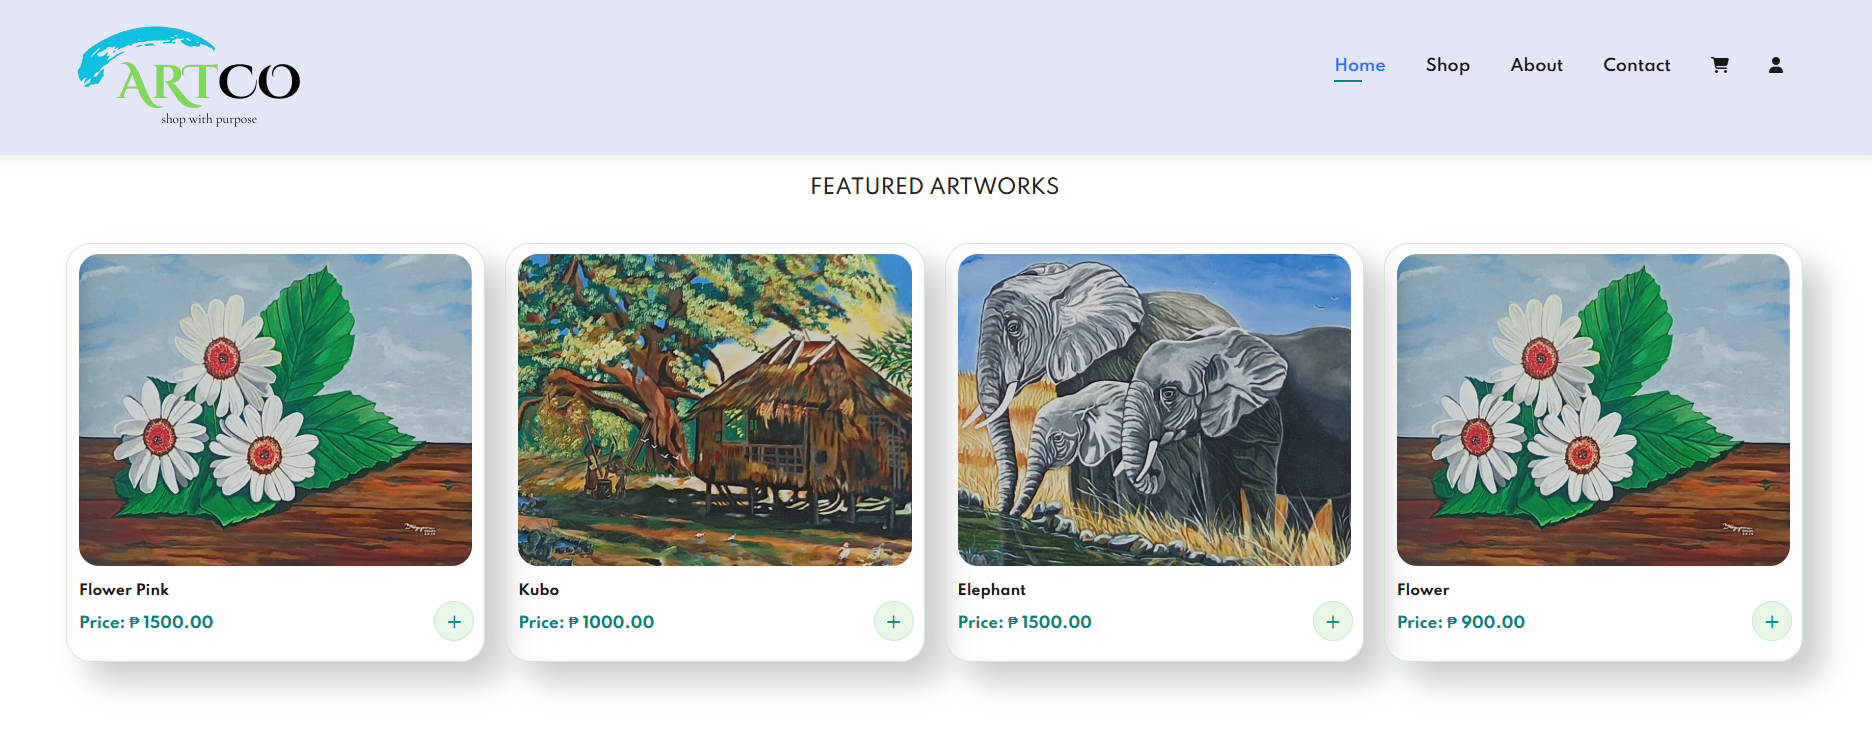 ARTCO
shop with purpose
Home
Shop
About
Contact
FEATURED ARTWORKS
Flower Pink
Price: ₱ 1500.00
Kubo
Price: ₱ 1000.00
Elephant
Price: ₱ 1500.00
Flower
Price: ₱ 900.00